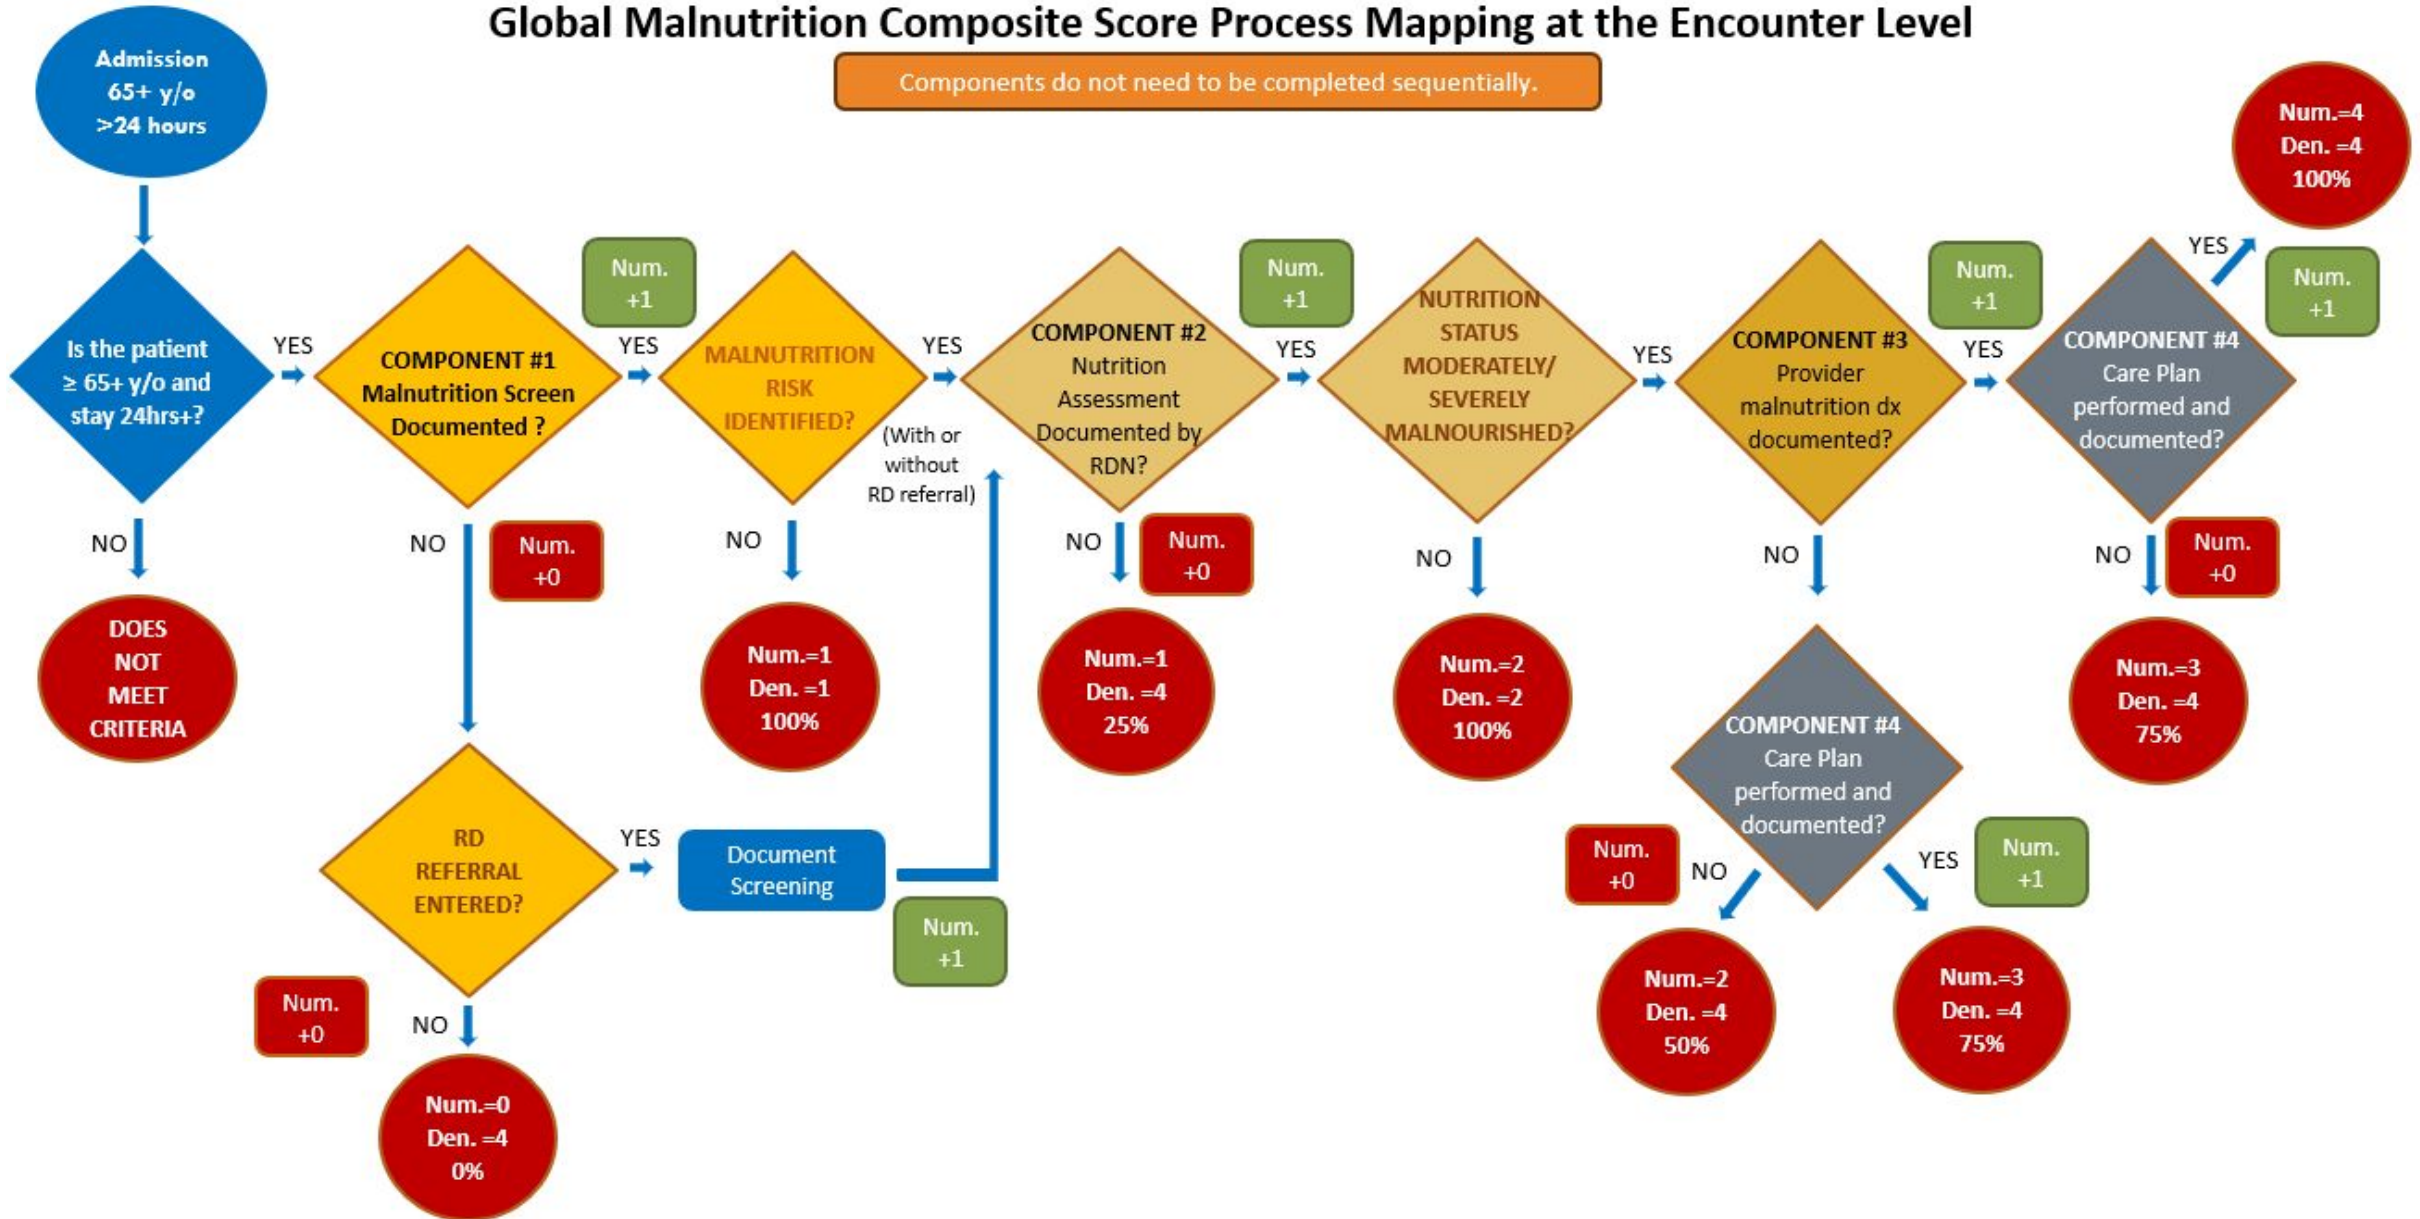 Global Malnutrition Composite Score Process Mapping at the Encounter Level
Components do not need to be completed sequentially.
Admission
65+ y/o
>24 hours
Is the patient
≥ 65+ y/o and
stay 24hrs+?
YES
NO
DOES
NOT
MEET
CRITERIA
COMPONENT #1
Malnutrition Screen
Documented ?
Num.
+1
YES
NO
Num.
+0
MALNUTRITION
RISK
IDENTIFIED?
YES
(With or
without
RD referral)
NO
Num.=1
Den. =1
100%
COMPONENT #2
Nutrition
Assessment
Documented by
RDN?
Num.
+1
YES
NO
Num.
+0
Num.=1
Den. =4
25%
NUTRITION
STATUS
MODERATELY/
SEVERELY
MALNOURISHED?
YES
NO
Num.=2
Den. =2
100%
COMPONENT #3
Provider
malnutrition dx
documented?
Num.
+1
YES
NO
COMPONENT #4
Care Plan
performed and
documented?
YES
Num.
+1
Num.=4
Den. =4
100%
NO
Num.
+0
Num.=3
Den. =4
75%
COMPONENT #4
Care Plan
performed and
documented?
Num.
+0
NO
YES
Num.
+1
Num.=2
Den. =4
50%
Num.=3
Den. =4
75%
RD
REFERRAL
ENTERED?
YES
Document
Screening
Num.
+1
Num.
+0
NO
Num.=0
Den. =4
0%